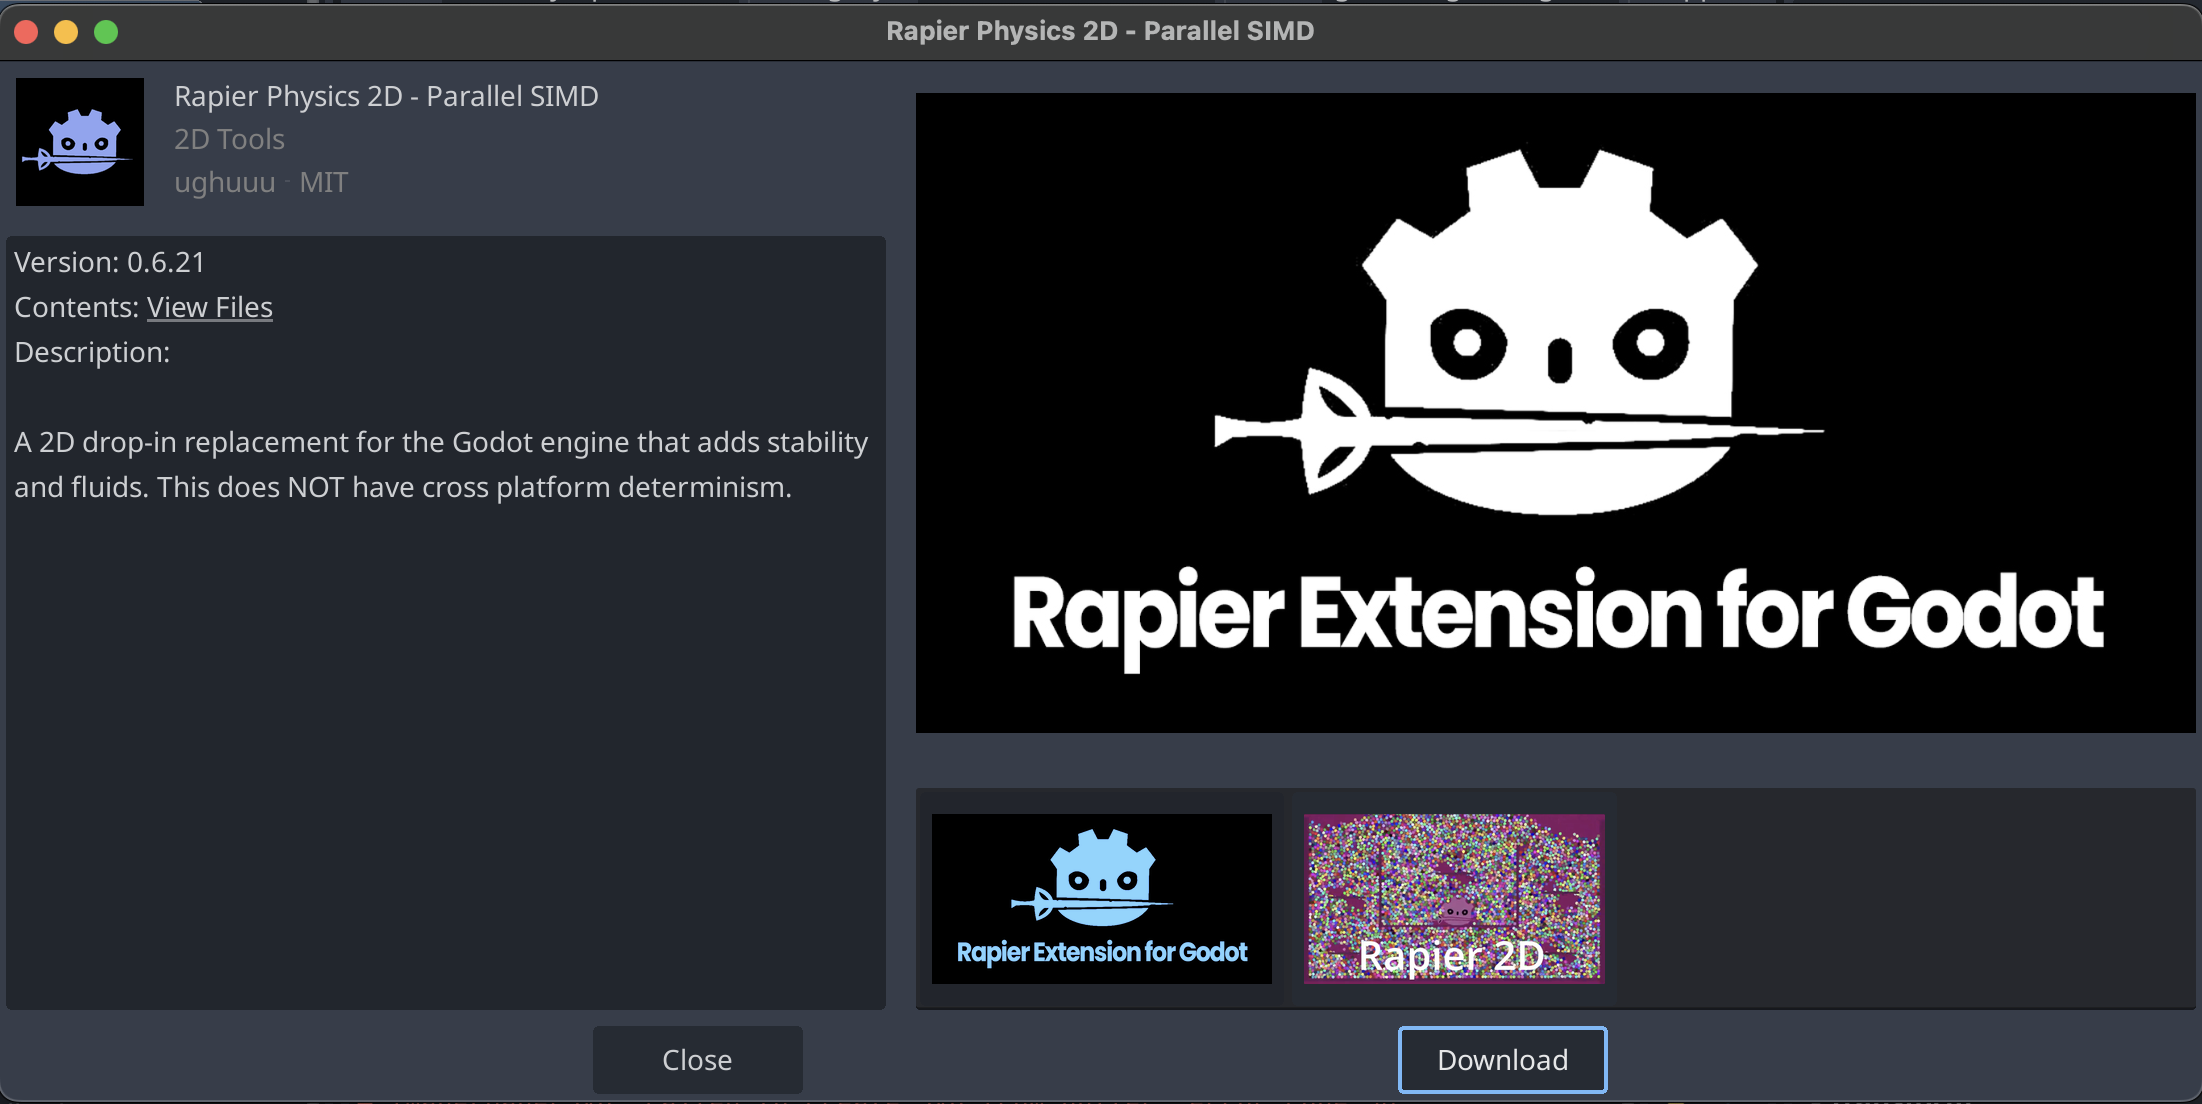 Rapier Physics 2D - Parallel SIMD
Rapier Physics 2D - Parallel SIMD
2D Tools
ughuuu - MIT
Version: 0.6.21
Contents: View Files
Description:
A 2D drop-in replacement for the Godot engine that adds stability
and fluids. This does NOT have cross platform determinism.
Rapier Extension for Godot
Rapier Extension for Godot
Rapier 2D
Close
Download